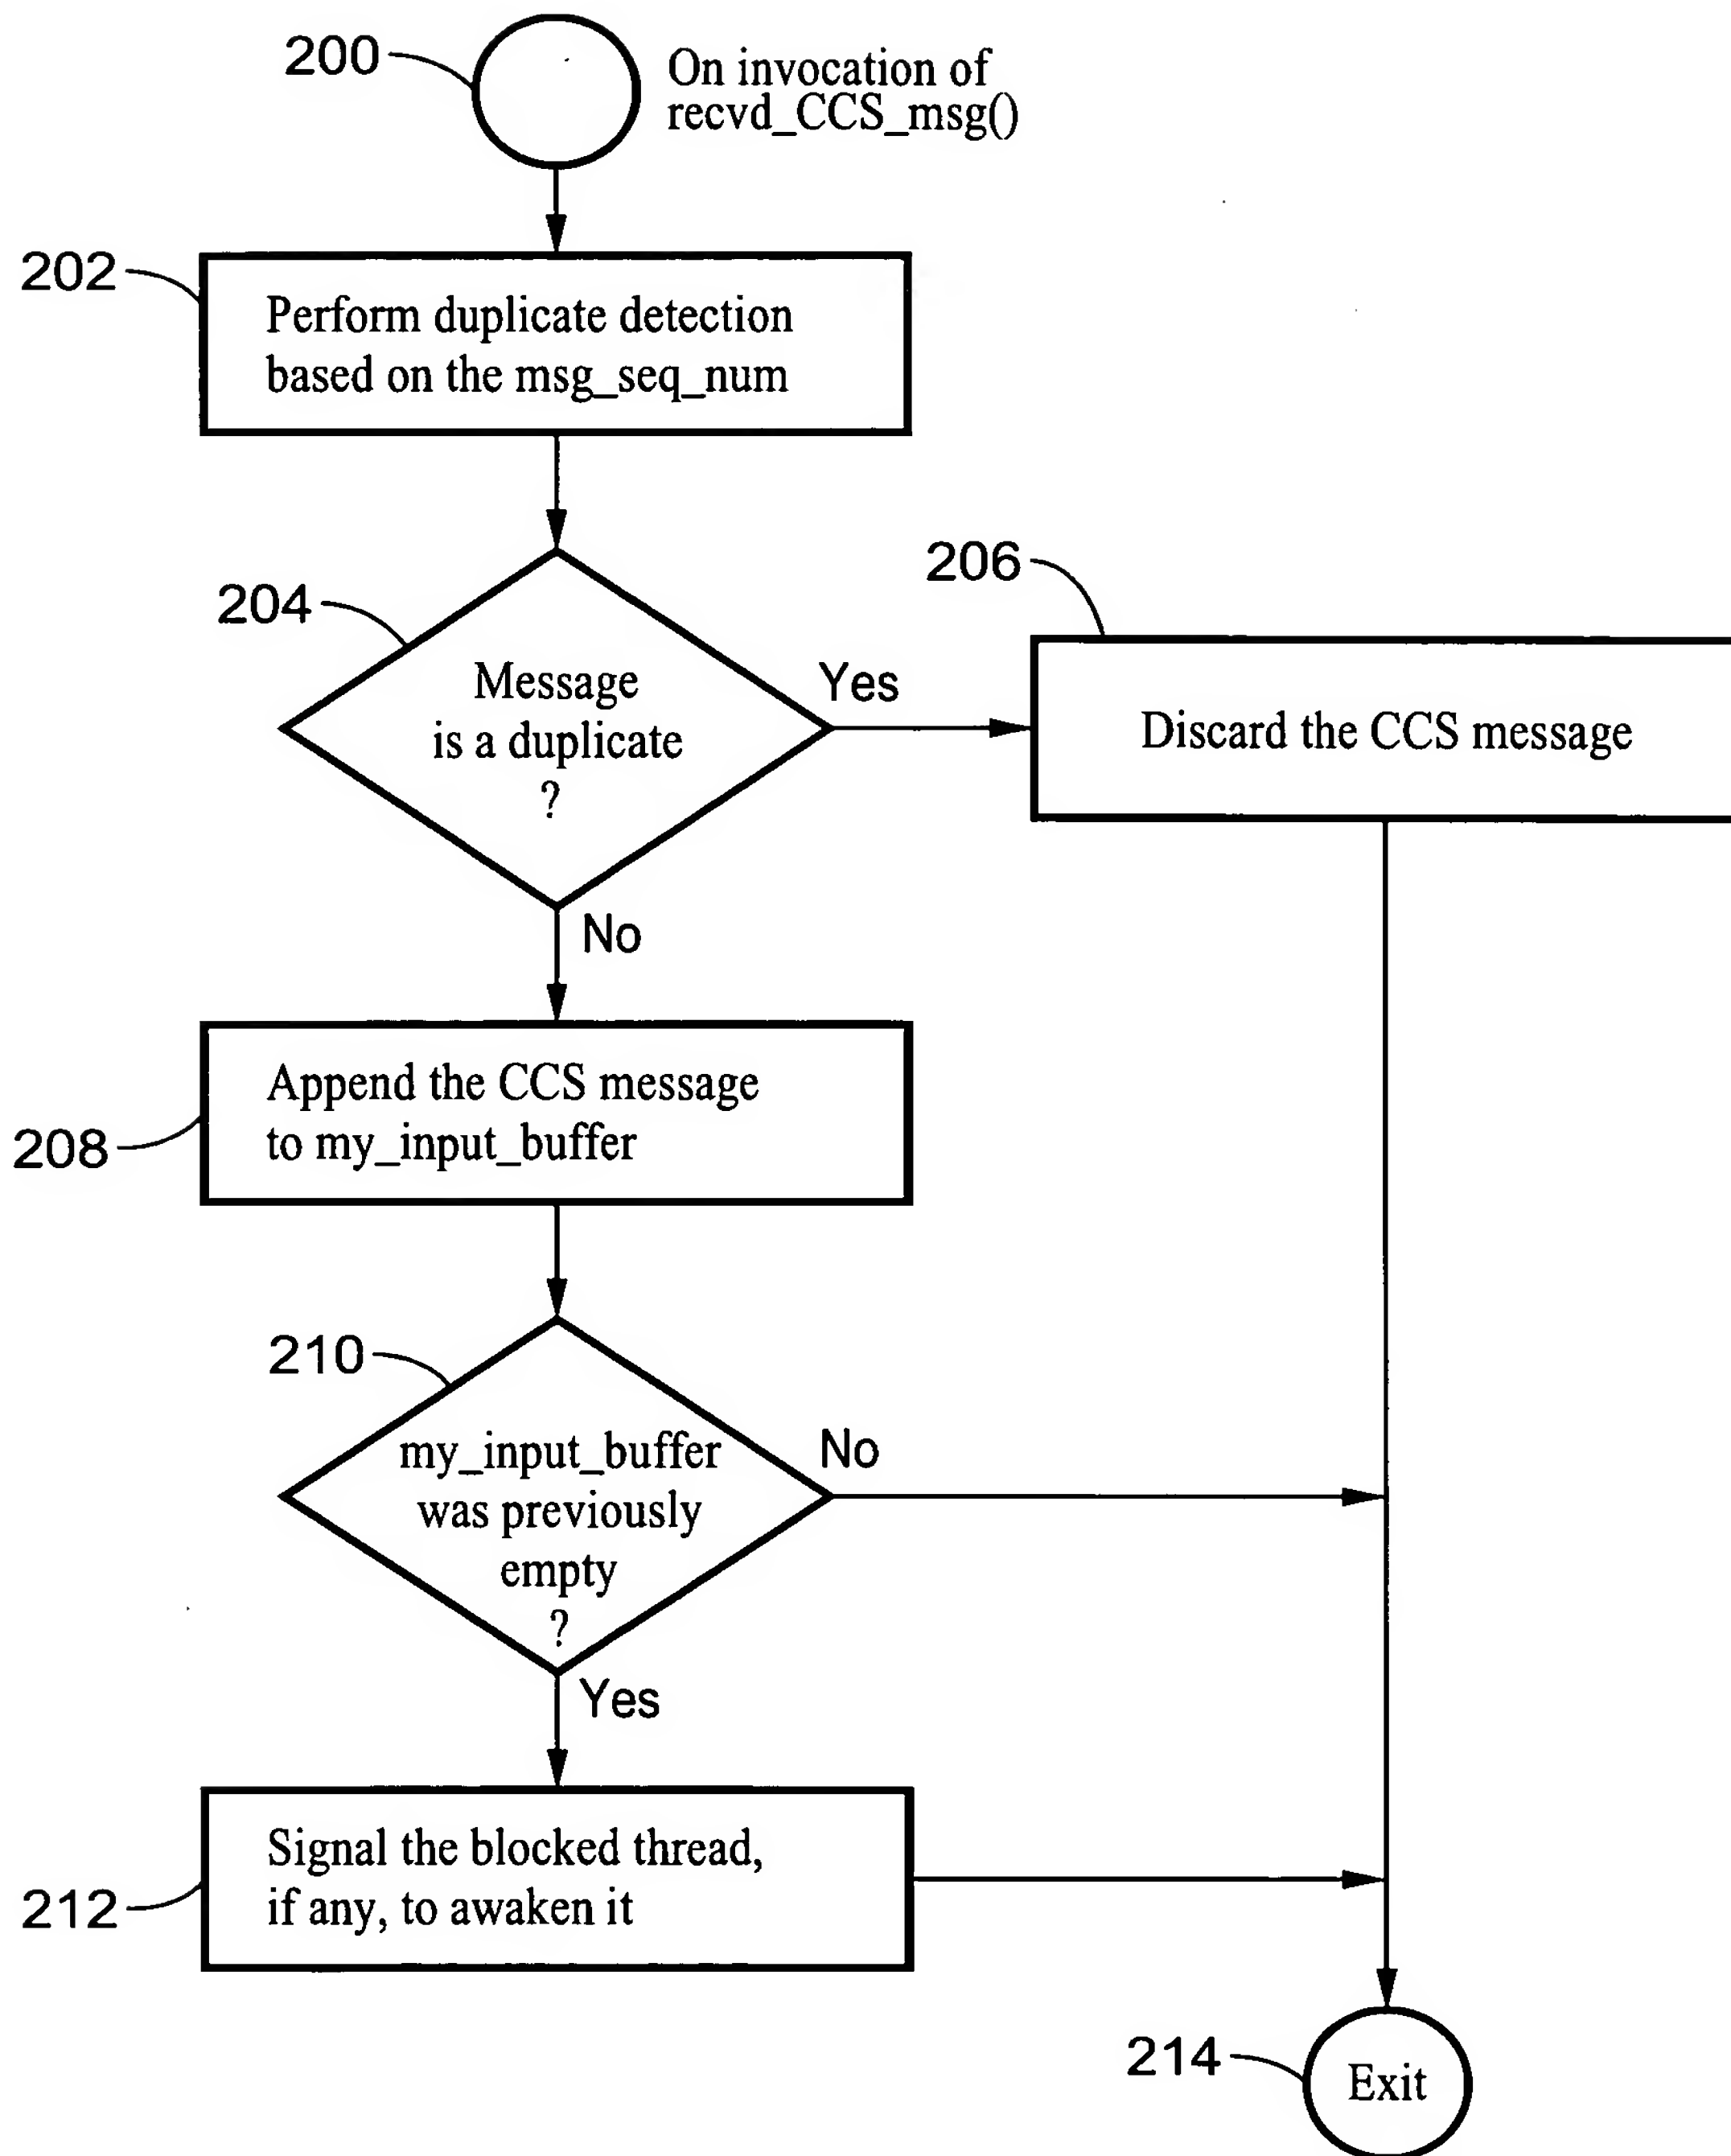 200
On invocation of
recvd_CCS_msg()
202
Perform duplicate detection
based on the msg_seq_num
204
Message
is a duplicate
?
Yes
206
Discard the CCS message
No
208
Append the CCS message
to my_input_buffer
210
my_input_buffer
was previously
empty
?
No
Yes
212
Signal the blocked thread,
if any, to awaken it
214
Exit